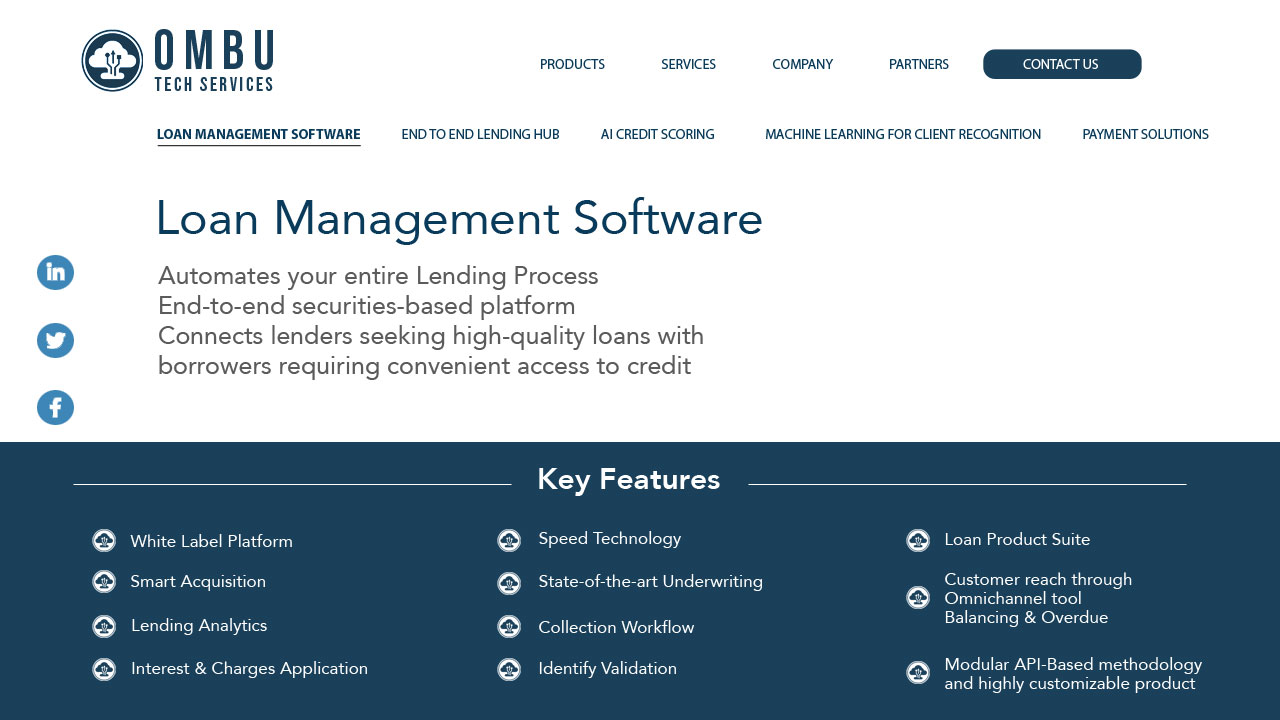 OMBU
TECH SERVICES
PRODUCTS
SERVICES
COMPANY
PARTNERS
CONTACT US
LOAN MANAGEMENT SOFTWARE
END TO END LENDING HUB
AI CREDIT SCORING
MACHINE LEARNING FOR CLIENT RECOGNITION
PAYMENT SOLUTIONS
Loan Management Software
Automates your entire Lending Process
End-to-end securities-based platform
Connects lenders seeking high-quality loans with
borrowers requiring convenient access to credit
in
f
Key Features
White Label Platform
Smart Acquisition
Lending Analytics
Interest & Charges Application
Speed Technology
State-of-the-art Underwriting
Collection Workflow
Identify Validation
Loan Product Suite
Customer reach through
Omnichannel tool
Balancing & Overdue
Modular API-Based methodology
and highly customizable product